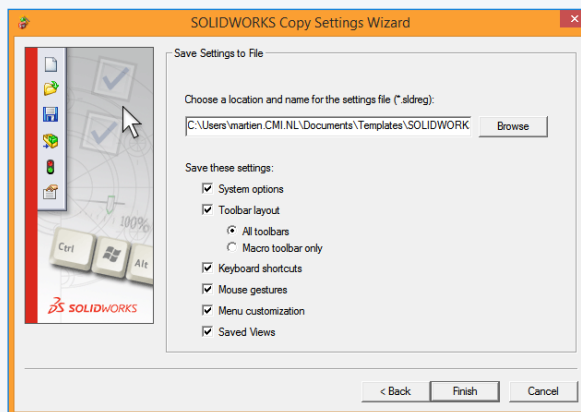 SOLIDWORKS Copy Settings Wizard
Save Settings to File
Choose a location and name for the settings file (*.sldreg):
C:\Users\martien.CMI.NL\Documents\Templates\SOLIDWORK
Browse
Save these settings:
System options
Toolbar layout
All toolbars
Macro toolbar only
Keyboard shortcuts
Mouse gestures
Menu customization
Saved Views
100%
Ctrl
Alt
SOLIDWORKS
< Back
Finish
Cancel